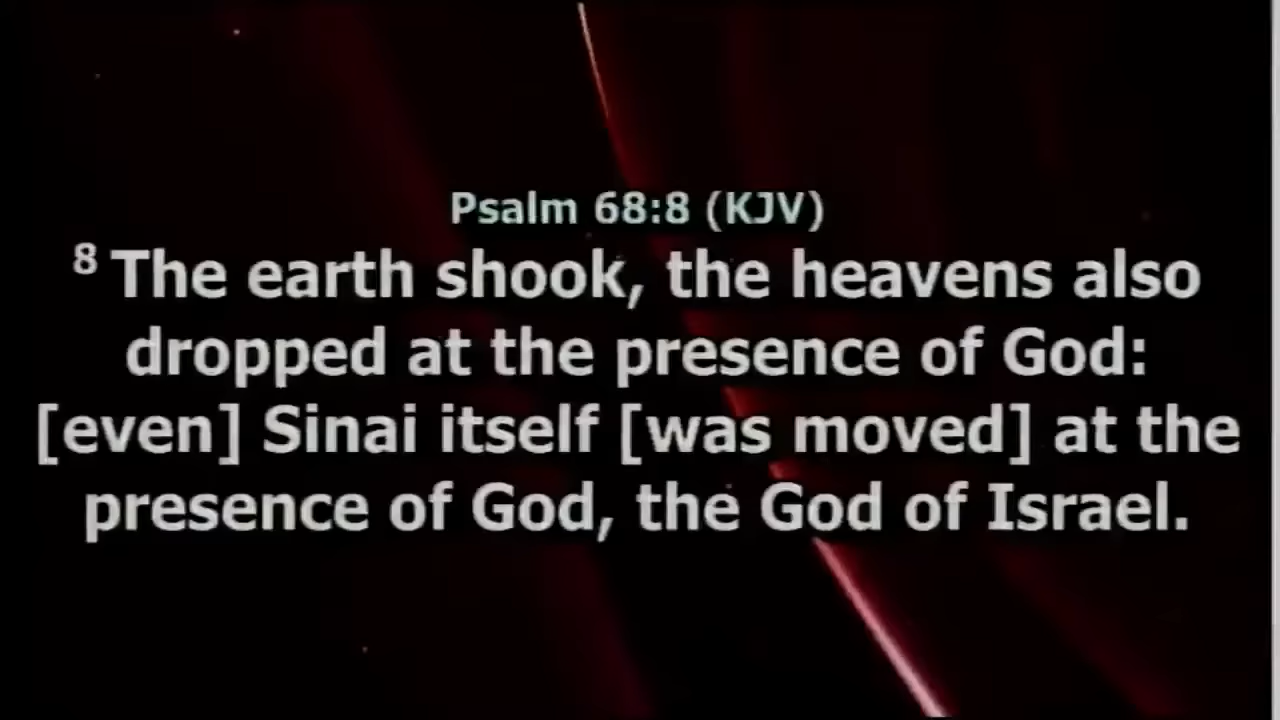 Psalm 68:8 (KJV)
8 The earth shook, the heavens also
dropped at the presence of God:
[even] Sinai itself [was moved] at the
presence of God, the God of Israel.